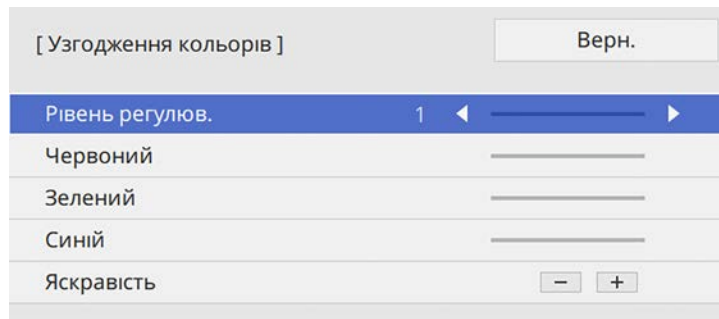 [ Узгодження кольорів ]
Верн.
Рівень регулюв. 1
Червоний
Зелений
Синій
Яскравість − +